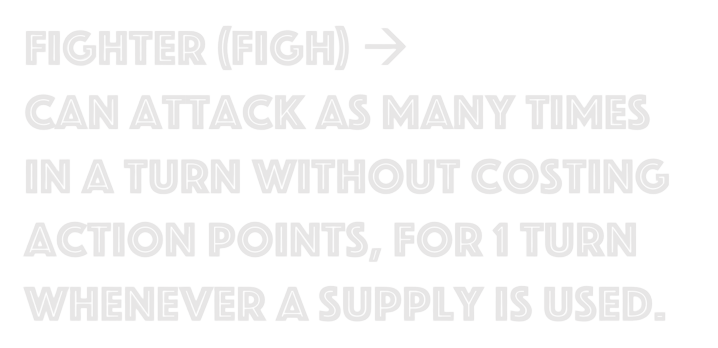 FIGHTER (FIGH) →
CAN ATTACK AS MANY TIMES
IN A TURN WITHOUT COSTING
ACTION POINTS, FOR 1 TURN
WHENEVER A SUPPLY IS USED.